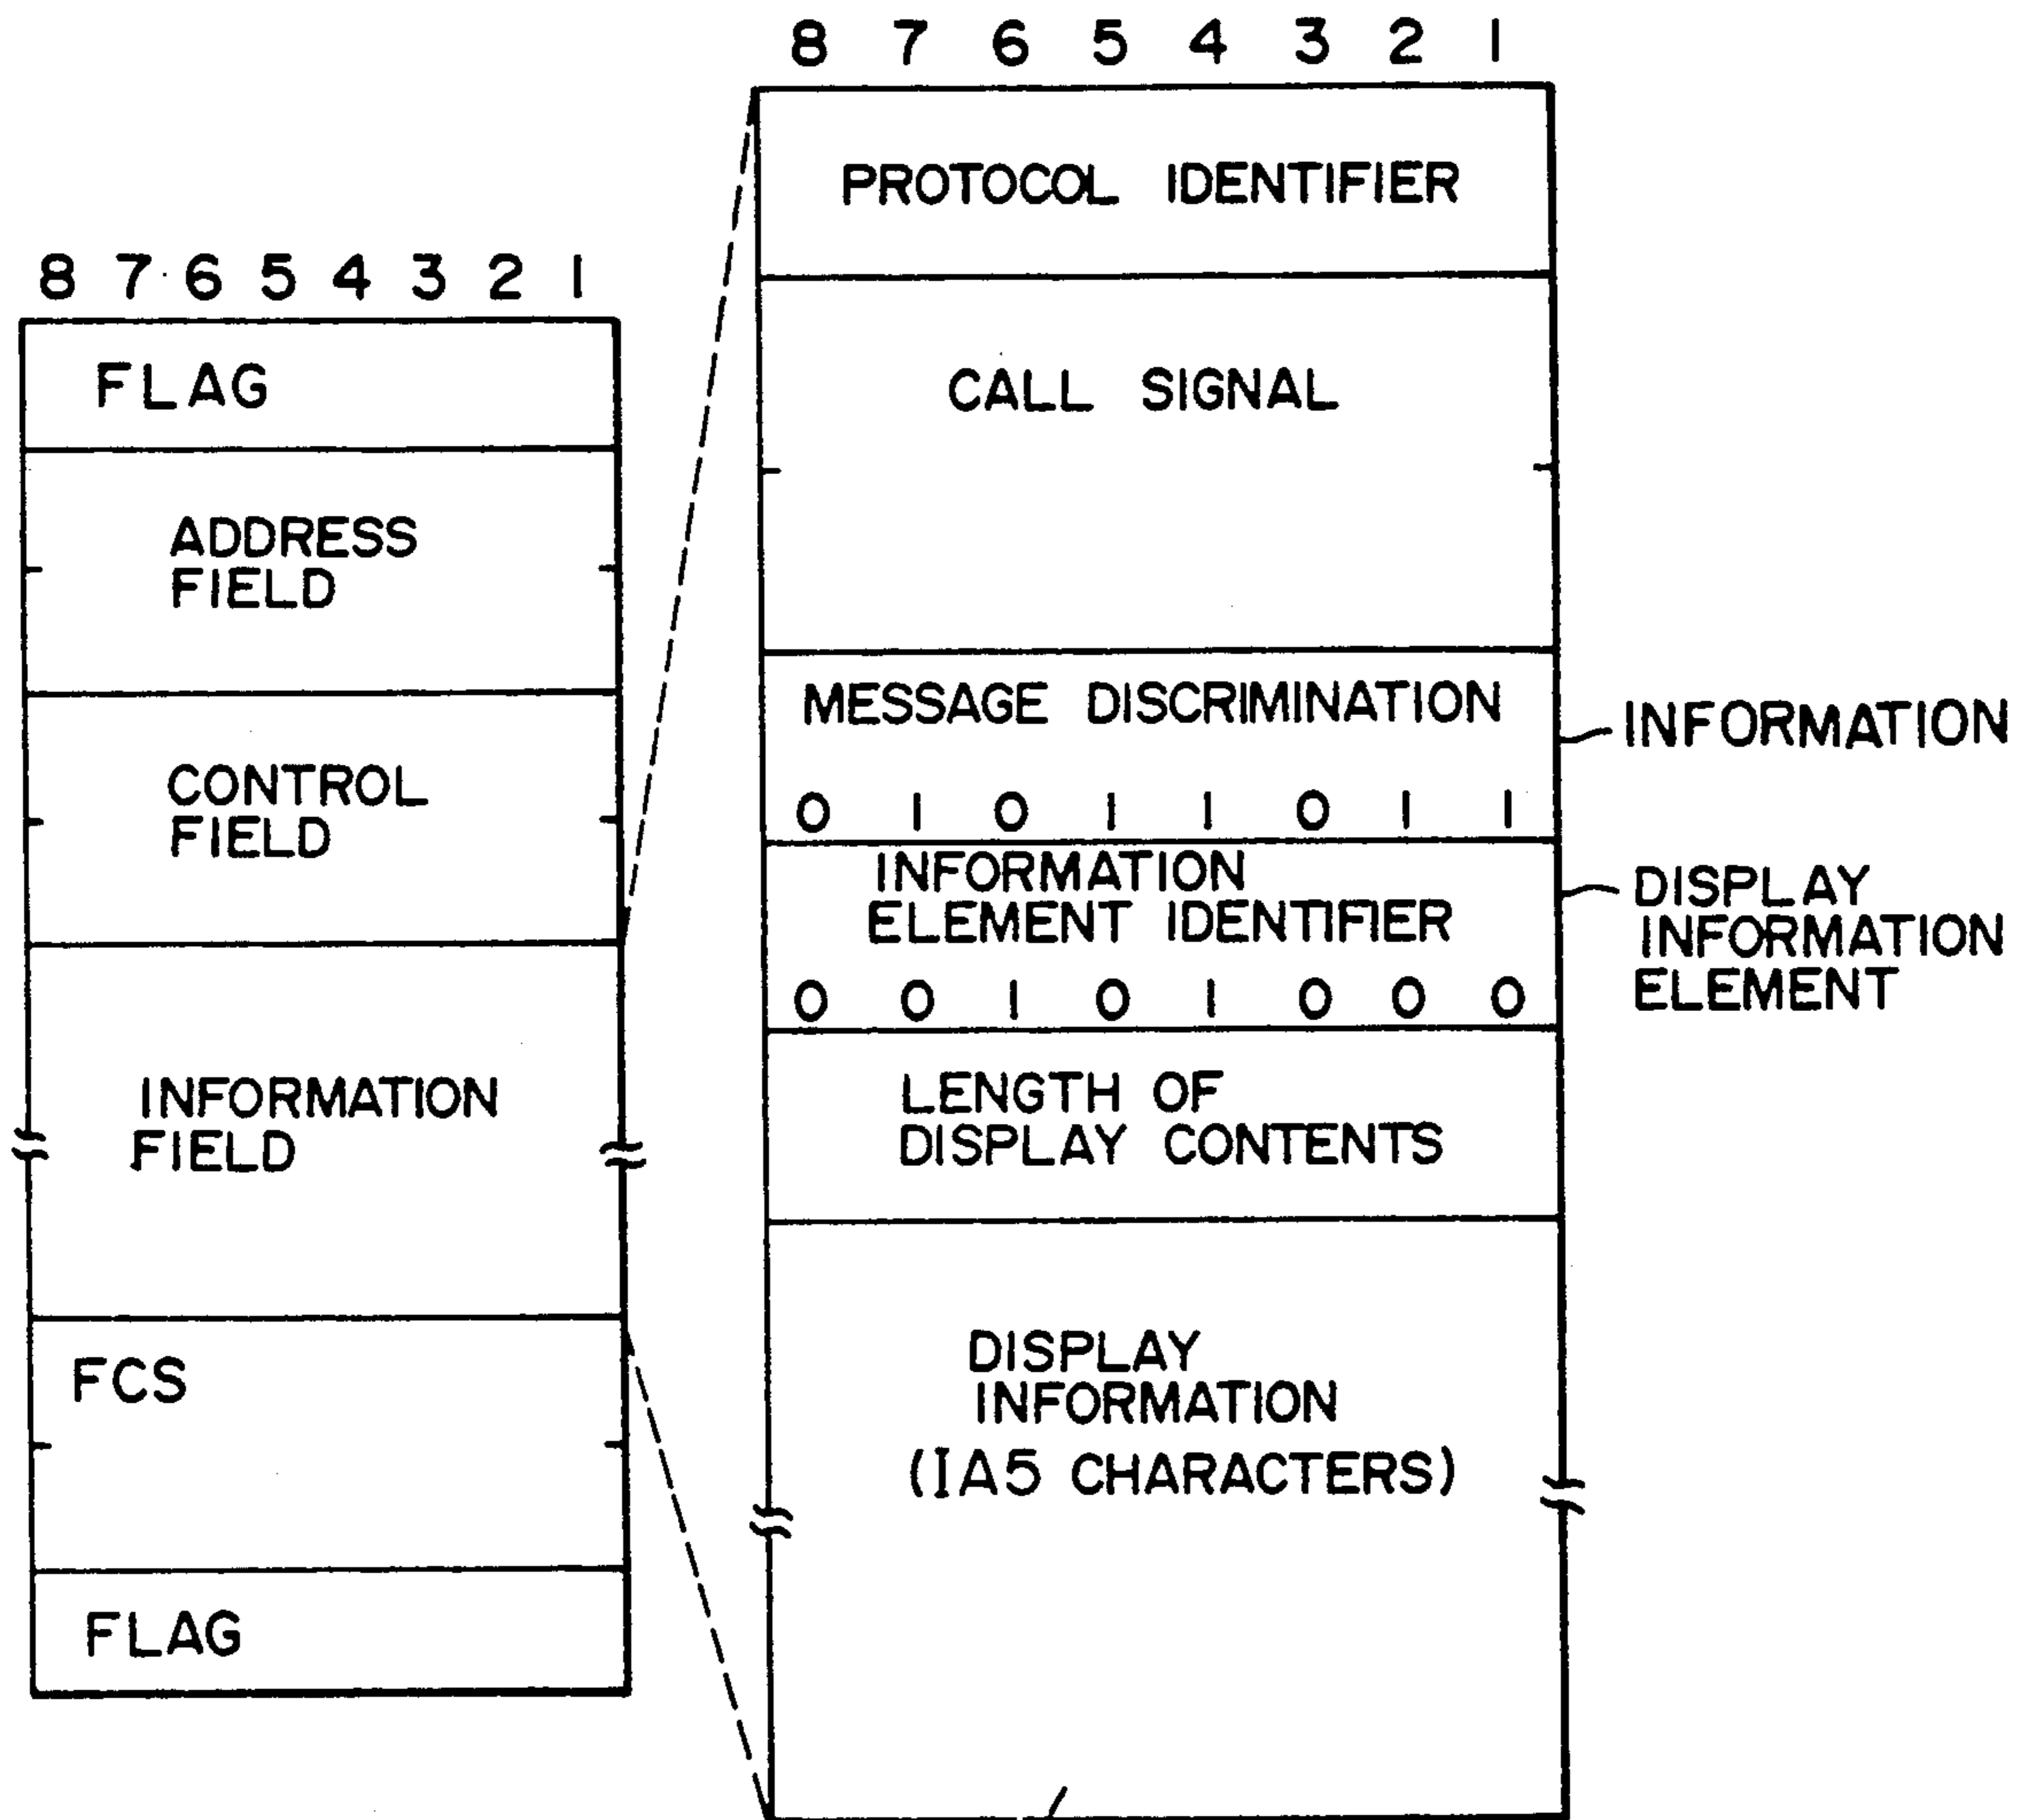 8 7 6 5 4 3 2 1
FLAG
ADDRESS
FIELD
CONTROL
FIELD
INFORMATION
FIELD
FCS
FLAG
8 7 6 5 4 3 2 1
PROTOCOL IDENTIFIER
CALL SIGNAL
MESSAGE DISCRIMINATION
0 1 0 1 1 0 1 1
INFORMATION
INFORMATION
ELEMENT IDENTIFIER
0 0 1 0 1 0 0 0
DISPLAY
INFORMATION
ELEMENT
LENGTH OF
DISPLAY CONTENTS
DISPLAY
INFORMATION
(IA5 CHARACTERS)